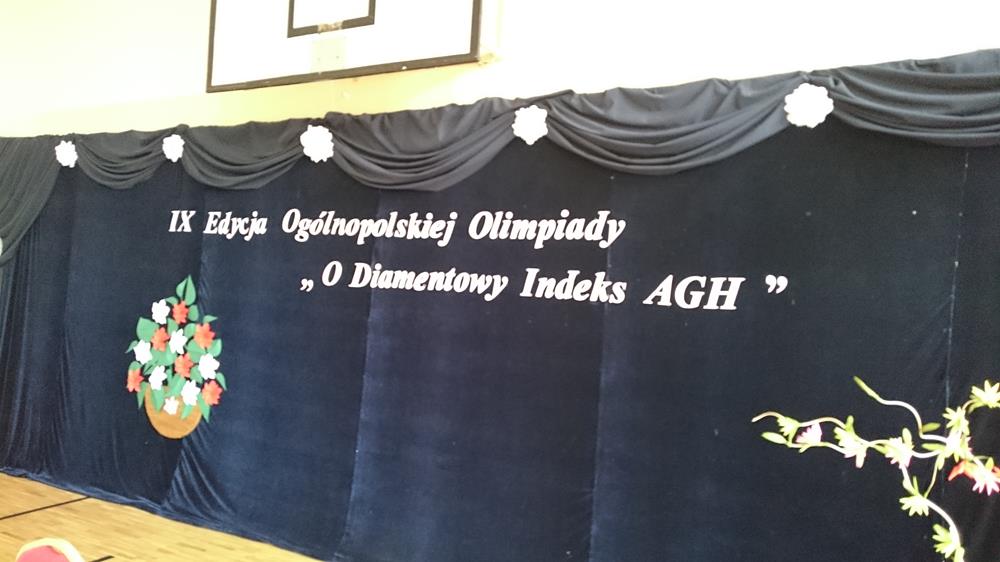 IX Edycja Ogólnopolskiej Olimpiady
„ O Diamentowy Indeks AGH ”